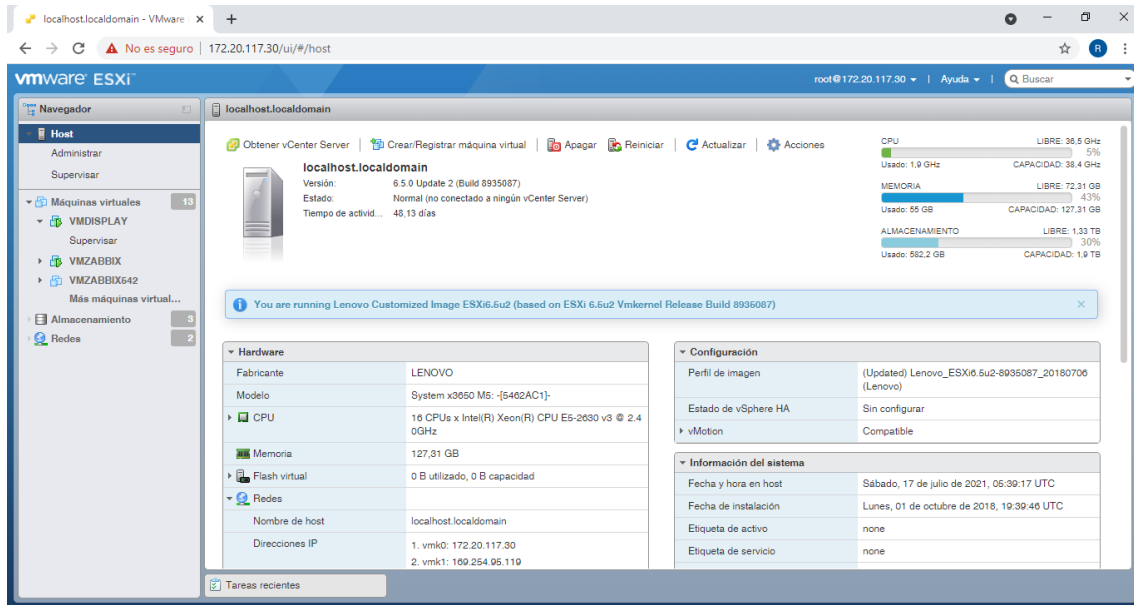 localhost.localdomain - VMware
No es seguro
172.20.117.30/ui/#/host
R
vmware ESXi
root@172.20.117.30
Ayuda
Buscar
Navegador
Host
Administrar
Supervisar
Máquinas virtuales 13
VMDISPLAY
Supervisar
VMZABBIX
VMZABBIX542
Más máquinas virtual...
Almacenamiento 3
Redes 2
localhost.localdomain
Obtener vCenter Server
Crear/Registrar máquina virtual
Apagar
Reiniciar
Actualizar
Acciones
localhost.localdomain
Versión: 6.5.0 Update 2 (Build 8935087)
Estado: Normal (no conectado a ningún vCenter Server)
Tiempo de activid... 48,13 días
CPU LIBRE: 36,5 GHz
5%
Usado: 1,9 GHz CAPACIDAD: 38,4 GHz
MEMORIA LIBRE: 72,31 GB
43%
Usado: 55 GB CAPACIDAD: 127,31 GB
ALMACENAMIENTO LIBRE: 1,33 TB
30%
Usado: 582,2 GB CAPACIDAD: 1,9 TB
You are running Lenovo Customized Image ESXi6.5u2 (based on ESXi 6.5u2 Vmkernel Release Build 8935087)
Hardware
Fabricante LENOVO
Modelo System x3650 M5: -[5462AC1]-
CPU 16 CPUs x Intel(R) Xeon(R) CPU E5-2630 v3 @ 2.4
0GHz
Memoria 127,31 GB
Flash virtual 0 B utilizado, 0 B capacidad
Redes
Nombre de host localhost.localdomain
Direcciones IP 1. vmk0: 172.20.117.30
2. vmk1: 169.254.95.119
Configuración
Perfil de imagen (Updated) Lenovo_ESXi6.5u2-8935087_20180706
(Lenovo)
Estado de vSphere HA Sin configurar
vMotion Compatible
Información del sistema
Fecha y hora en host Sábado, 17 de julio de 2021, 05:39:17 UTC
Fecha de instalación Lunes, 01 de octubre de 2018, 19:39:46 UTC
Etiqueta de activo none
Etiqueta de servicio none
Tareas recientes